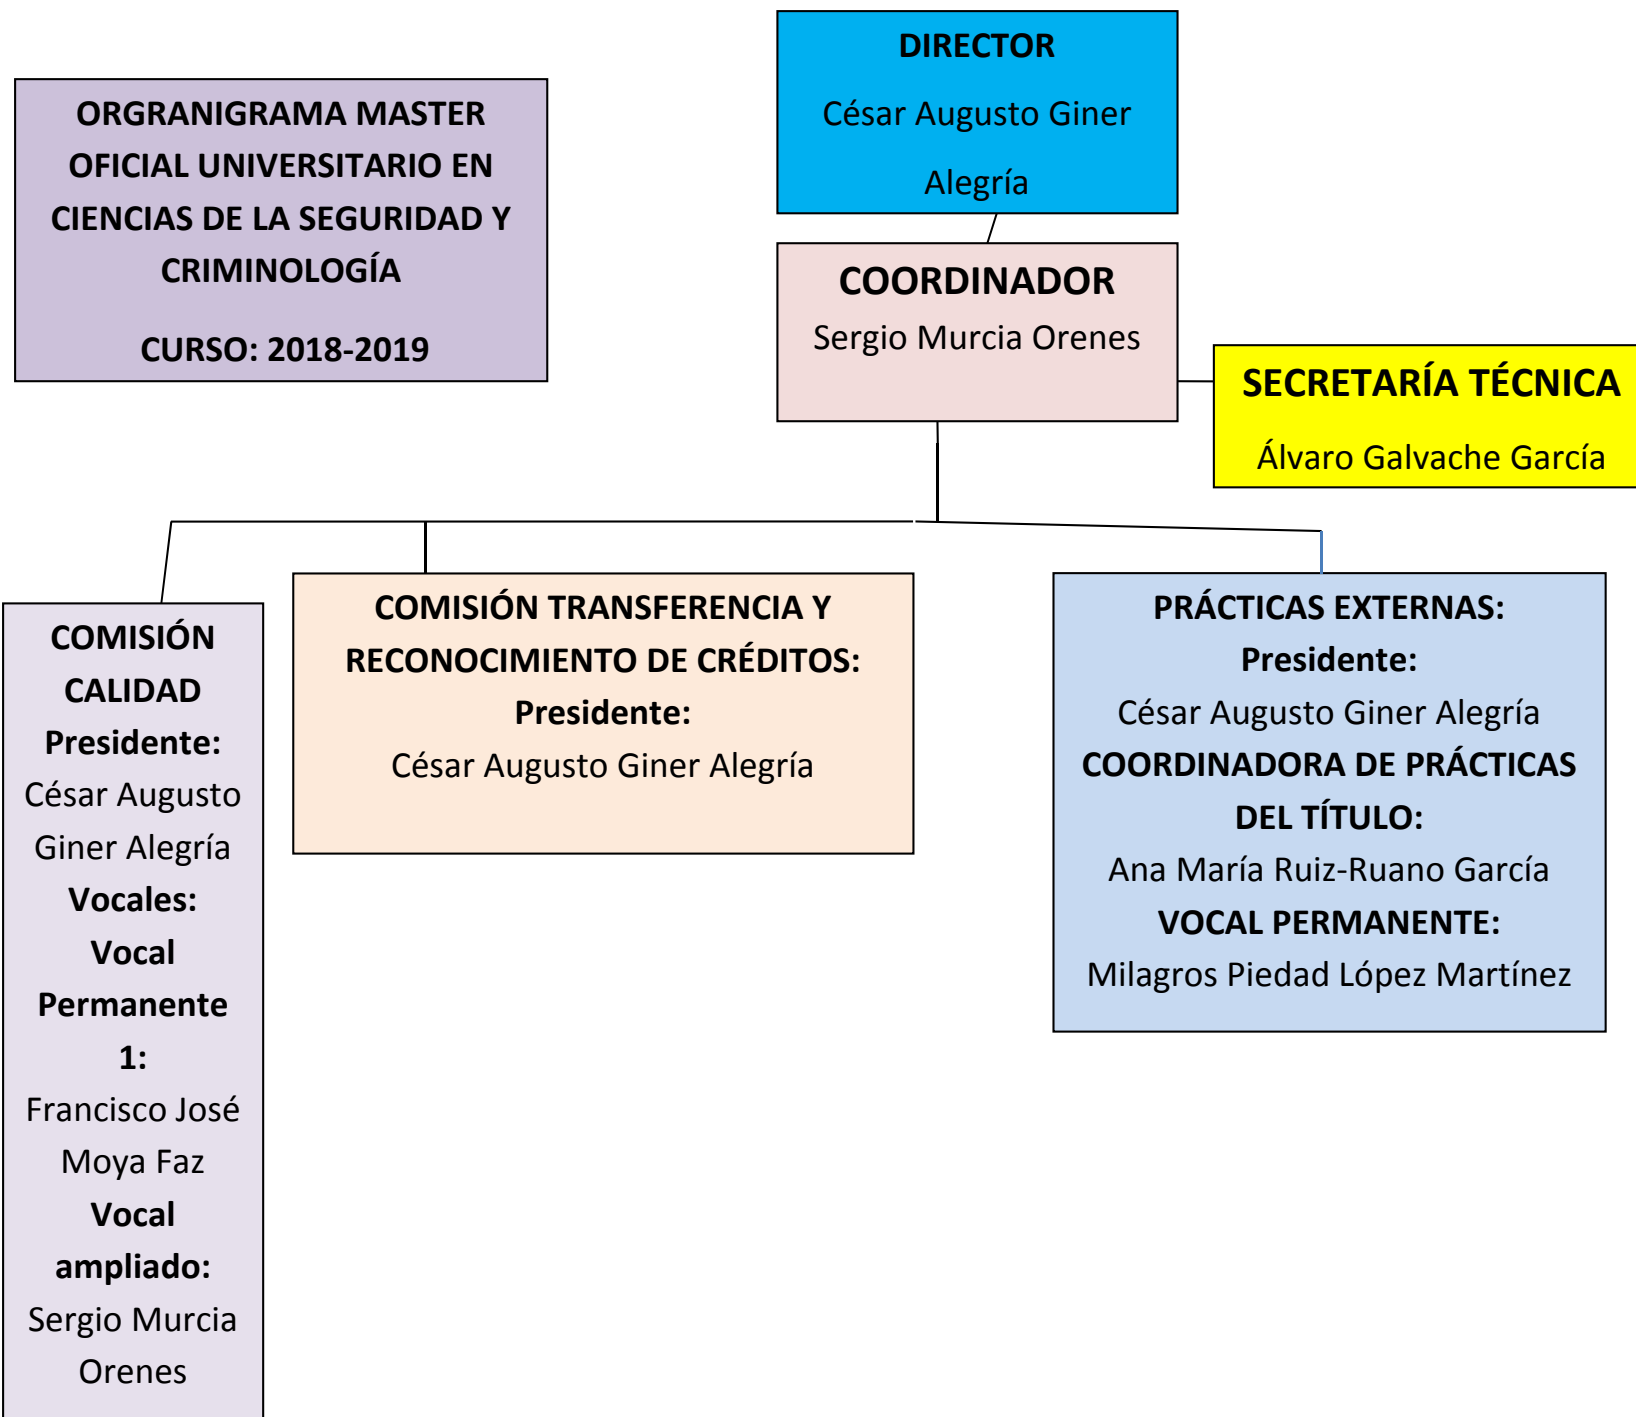 ORGRANIGRAMA MASTER
OFICIAL UNIVERSITARIO EN
CIENCIAS DE LA SEGURIDAD Y
CRIMINOLOGÍA
CURSO: 2018-2019
DIRECTOR
César Augusto Giner
Alegría
COORDINADOR
Sergio Murcia Orenes
SECRETARÍA TÉCNICA
Álvaro Galvache García
COMISIÓN
CALIDAD
Presidente:
César Augusto
Giner Alegría
Vocales:
Vocal
Permanente
1:
Francisco José
Moya Faz
Vocal
ampliado:
Sergio Murcia
Orenes
COMISIÓN TRANSFERENCIA Y
RECONOCIMIENTO DE CRÉDITOS:
Presidente:
César Augusto Giner Alegría
PRÁCTICAS EXTERNAS:
Presidente:
César Augusto Giner Alegría
COORDINADORA DE PRÁCTICAS
DEL TÍTULO:
Ana María Ruiz-Ruano García
VOCAL PERMANENTE:
Milagros Piedad López Martínez